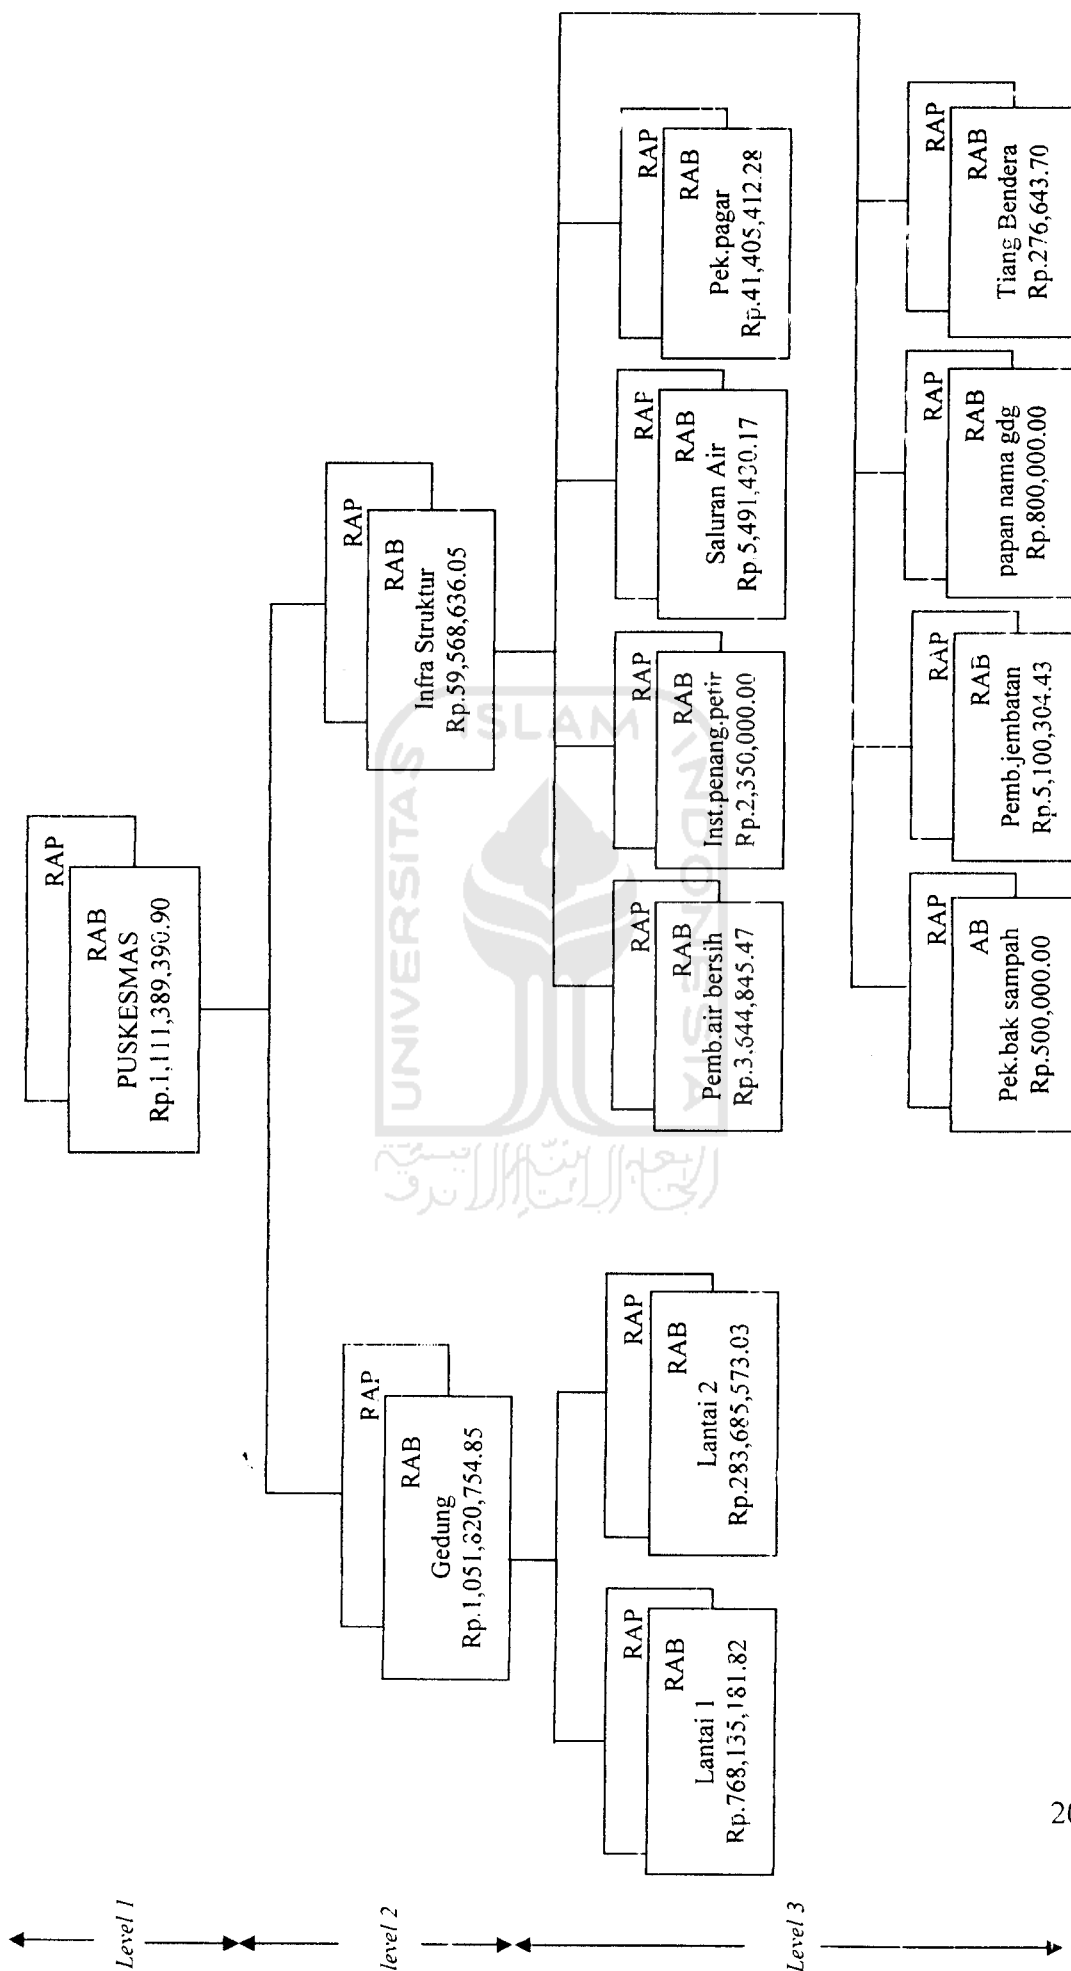 Level 1
RAP
RAB
PUSKESMAS
Rp.1,111,389,390.90
level 2
RAP
RAB
Gedung
Rp.1,051,820,754.85
RAP
RAB
Infra Struktur
Rp.59,568,636.05
Level 3
RAP
RAB
Lantai 1
Rp.768,135,181.82
RAP
RAB
Lantai 2
Rp.283,685,573.03
RAP
RAB
Pemb.air bersih
Rp.3.644,845.47
RAP
RAB
Inst.penang.petir
Rp.2,350,000.00
RAP
RAB
Saluran Air
Rp.5,491,430.17
RAP
RAB
Pek.pagar
Rp.41,405,412.28
RAP
AB
Pek.bak sampah
Rp.500,000.00
RAP
RAB
Pemb.jembatan
Rp.5,100,304.43
RAP
RAB
papan nama gdg
Rp.800,000.00
RAP
RAB
Tiang Bendera
Rp.276,643.70
UNIVERSITAS
ISLAM
INDONESIA
20